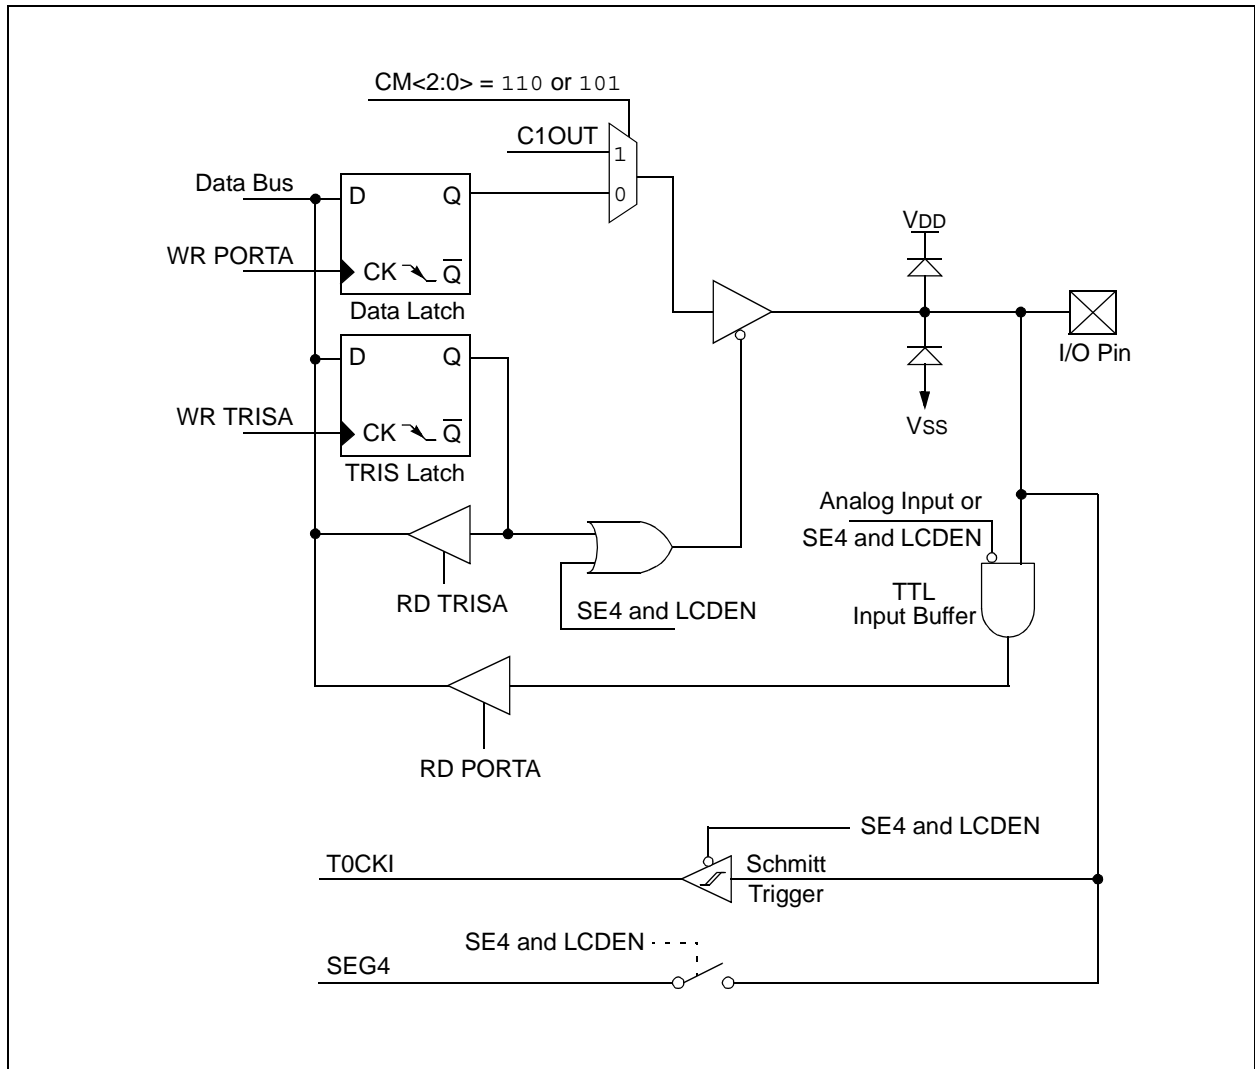 CM<2:0> = 110 or 101
C1OUT
1
0
Data Bus
D
Q
WR PORTA
CK
Q̅
Data Latch
VDD
I/O Pin
VSS
D
Q
WR TRISA
CK
Q̅
TRIS Latch
Analog Input or
SE4 and LCDEN
TTL
Input Buffer
RD TRISA
SE4 and LCDEN
RD PORTA
SE4 and LCDEN
T0CKI
Schmitt
Trigger
SE4 and LCDEN
SEG4